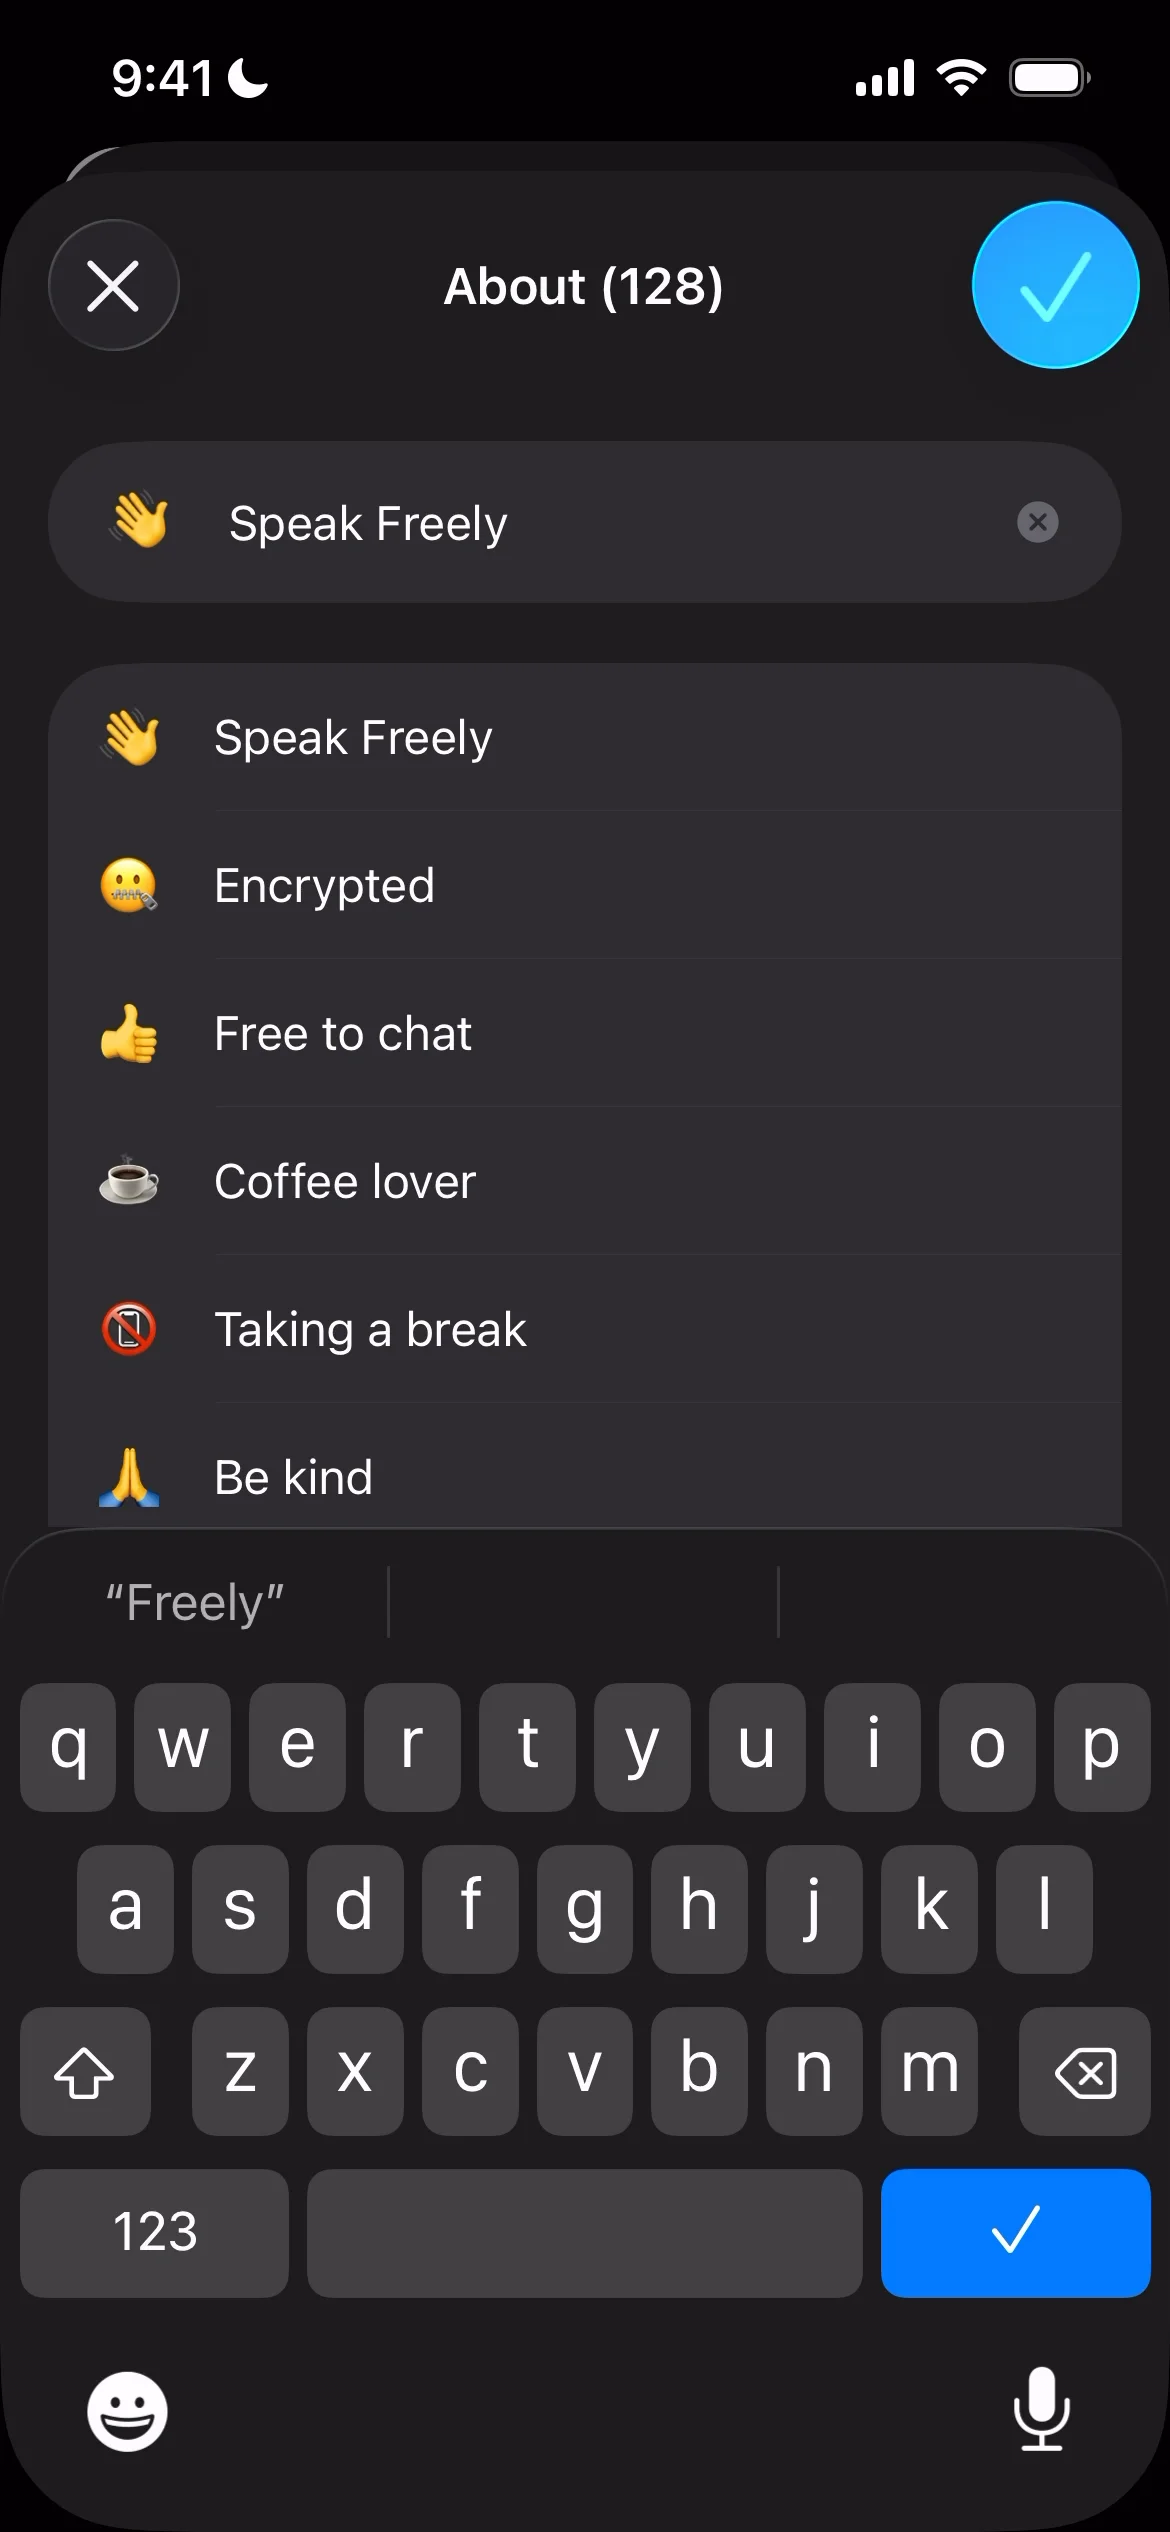 9:41
About (128)
👋 Speak Freely
👋 Speak Freely
🤐 Encrypted
👍 Free to chat
☕ Coffee lover
📵 Taking a break
🙏 Be kind
“Freely”
q w e r t y u i o p
a s d f g h j k l
z x c v b n m
123